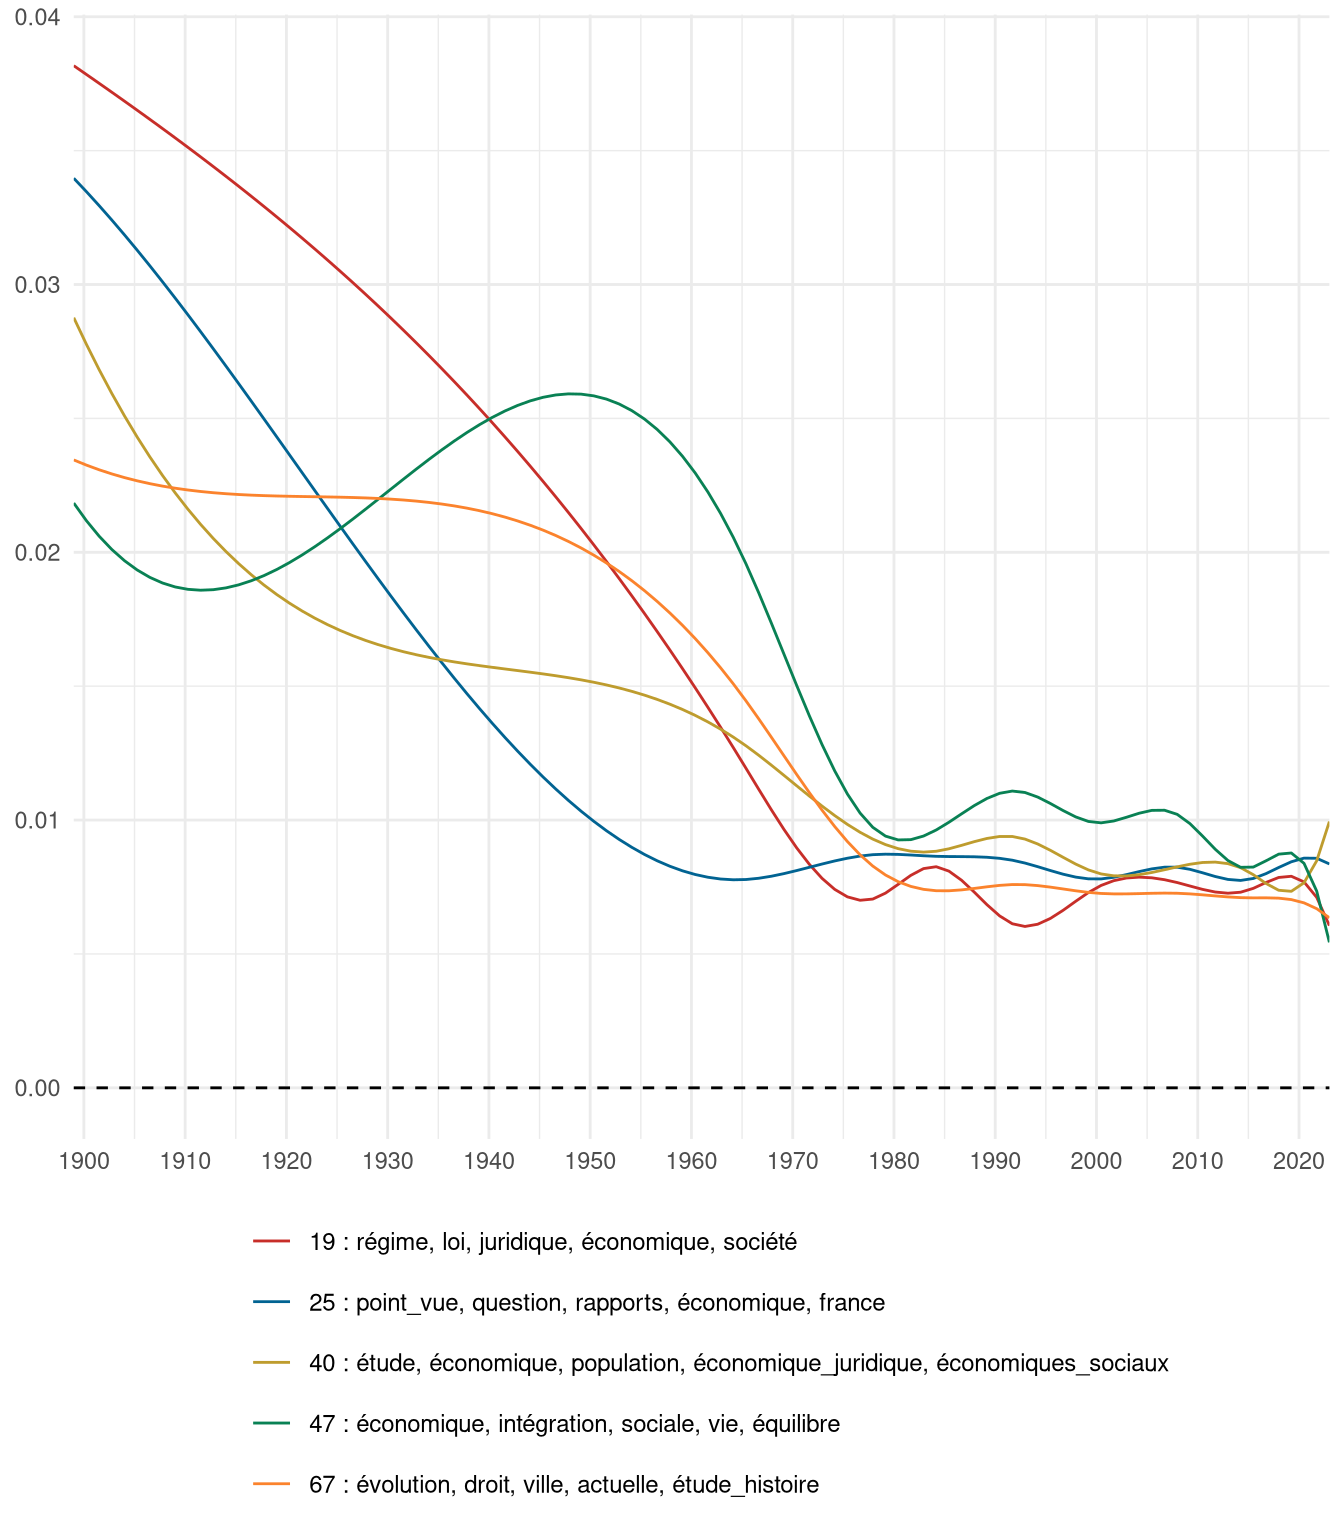 0.04
0.03
0.02
0.01
0.00
1900 1910 1920 1930 1940 1950 1960 1970 1980 1990 2000 2010 2020
19 : régime, loi, juridique, économique, société
25 : point_vue, question, rapports, économique, france
40 : étude, économique, population, économique_juridique, économiques_sociaux
47 : économique, intégration, sociale, vie, équilibre
67 : évolution, droit, ville, actuelle, étude_histoire